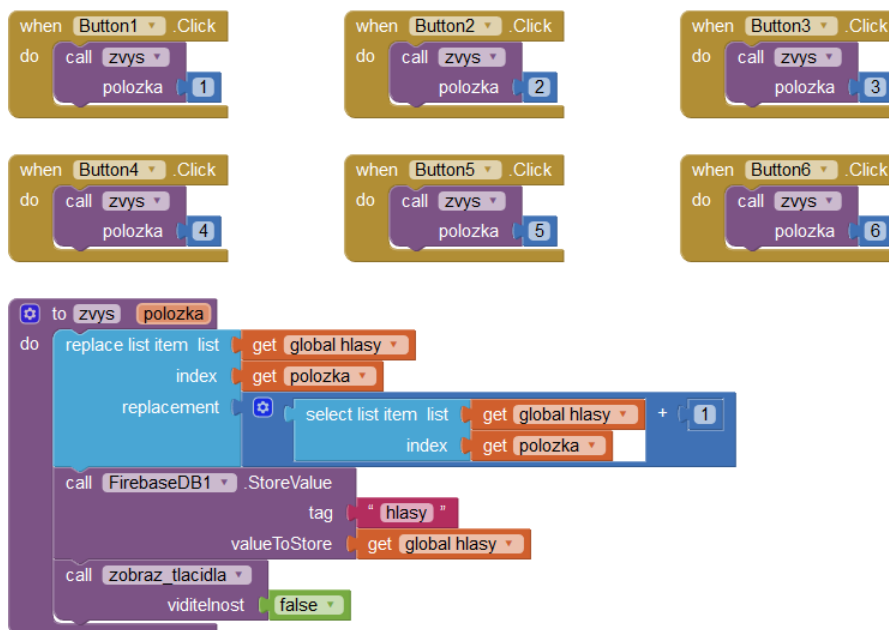 when Button1 .Click
do call zvys
polozka 1
when Button2 .Click
do call zvys
polozka 2
when Button3 .Click
do call zvys
polozka 3
when Button4 .Click
do call zvys
polozka 4
when Button5 .Click
do call zvys
polozka 5
when Button6 .Click
do call zvys
polozka 6
to zvys polozka
do replace list item list get global hlasy
index get polozka
replacement select list item list get global hlasy + 1
index get polozka
call FirebaseDB1 .StoreValue
tag " hlasy "
valueToStore get global hlasy
call zobraz_tlacidla
viditelnost false